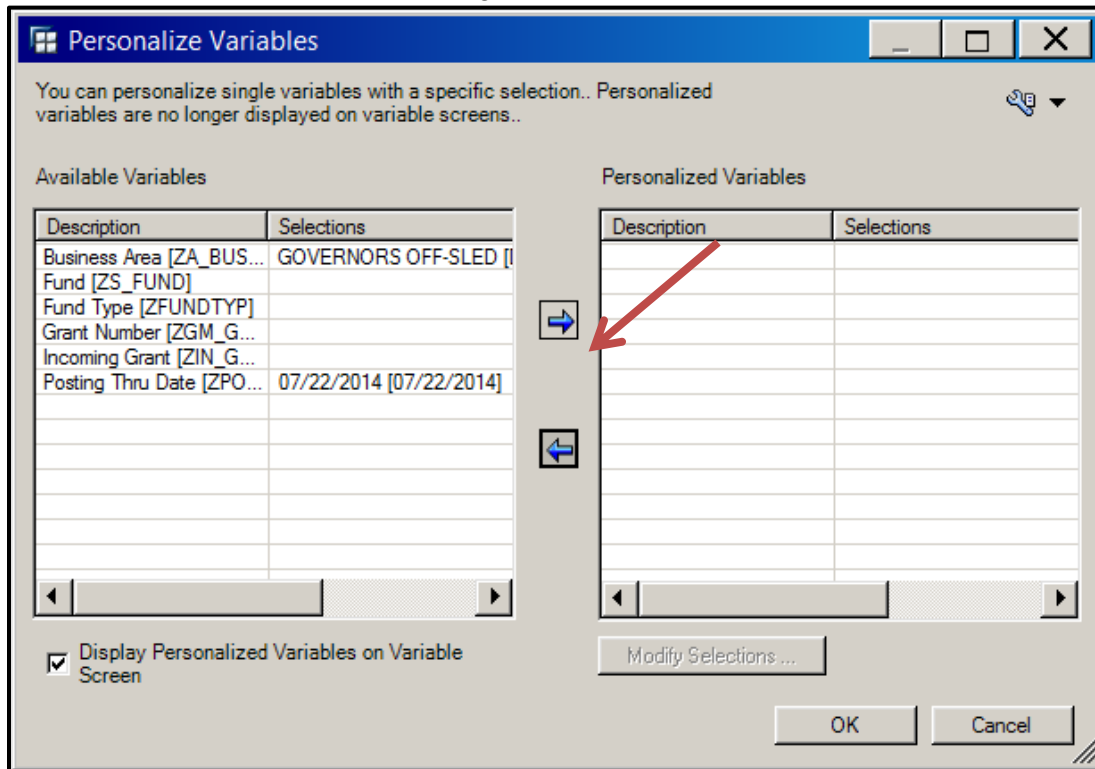 Personalize Variables
You can personalize single variables with a specific selection.. Personalized
variables are no longer displayed on variable screens..
Available Variables
Personalized Variables
Description Selections
Description Selections
Business Area [ZA_BUS... GOVERNORS OFF-SLED [
Fund [ZS_FUND]
Fund Type [ZFUNDTYP]
Grant Number [ZGM_G...
Incoming Grant [ZIN_G...
Posting Thru Date [ZPO... 07/22/2014 [07/22/2014]
Display Personalized Variables on Variable
Screen
Modify Selections ...
OK Cancel